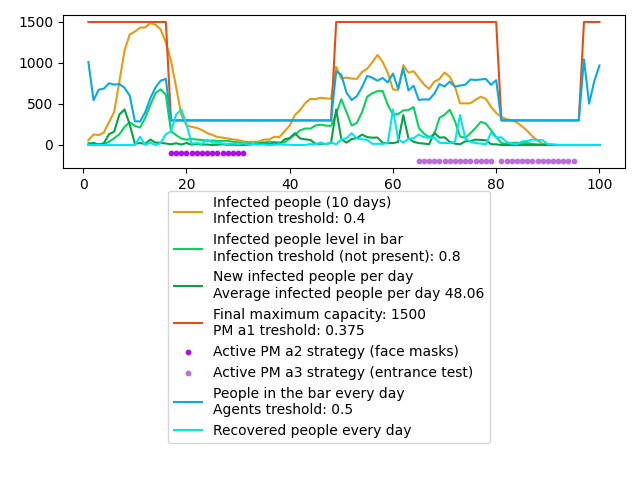 1500
1000
500
0
0 20 40 60 80 100
Infected people (10 days)
Infection treshold: 0.4
Infected people level in bar
Infection treshold (not present): 0.8
New infected people per day
Average infected people per day 48.06
Final maximum capacity: 1500
PM a1 treshold: 0.375
Active PM a2 strategy (face masks)
Active PM a3 strategy (entrance test)
People in the bar every day
Agents treshold: 0.5
Recovered people every day